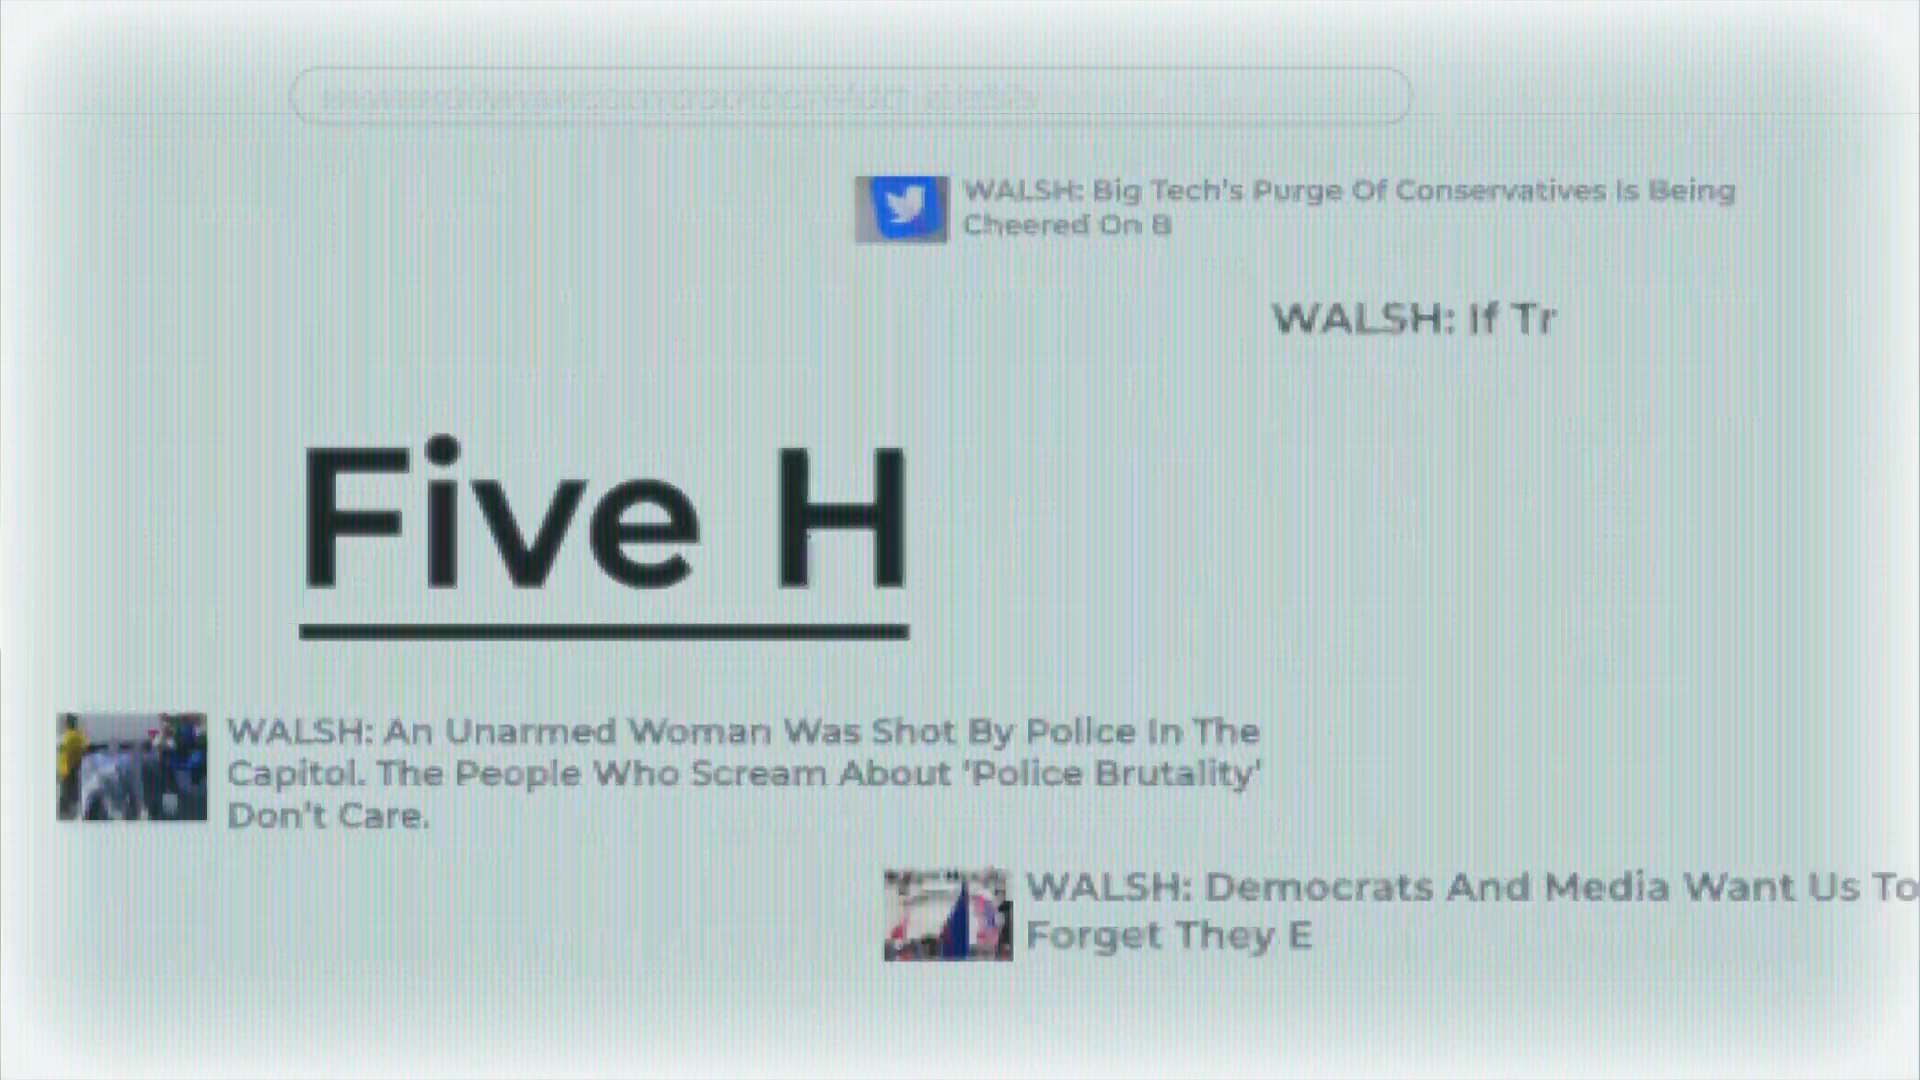 WALSH: Big Tech's Purge Of Conservatives Is Being
Cheered On B
WALSH: If Tr
Five H
WALSH: An Unarmed Woman Was Shot By Police In The
Capitol. The People Who Scream About 'Police Brutality'
Don't Care.
WALSH: Democrats And Media Want Us To
Forget They E